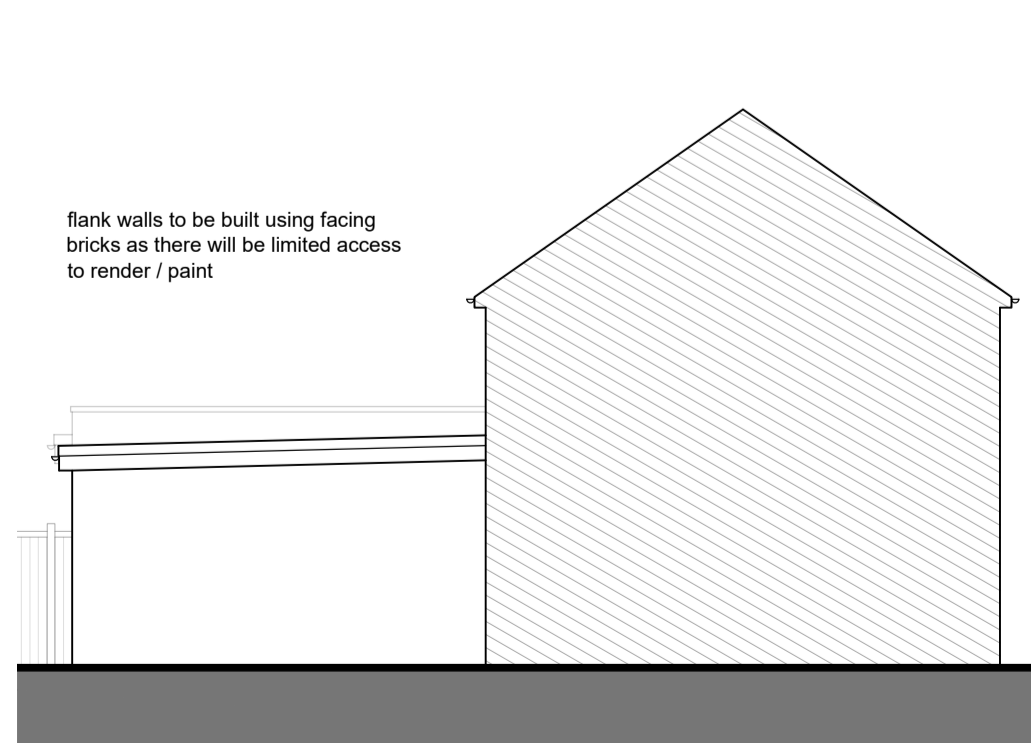 flank walls to be built using facing
bricks as there will be limited access
to render / paint